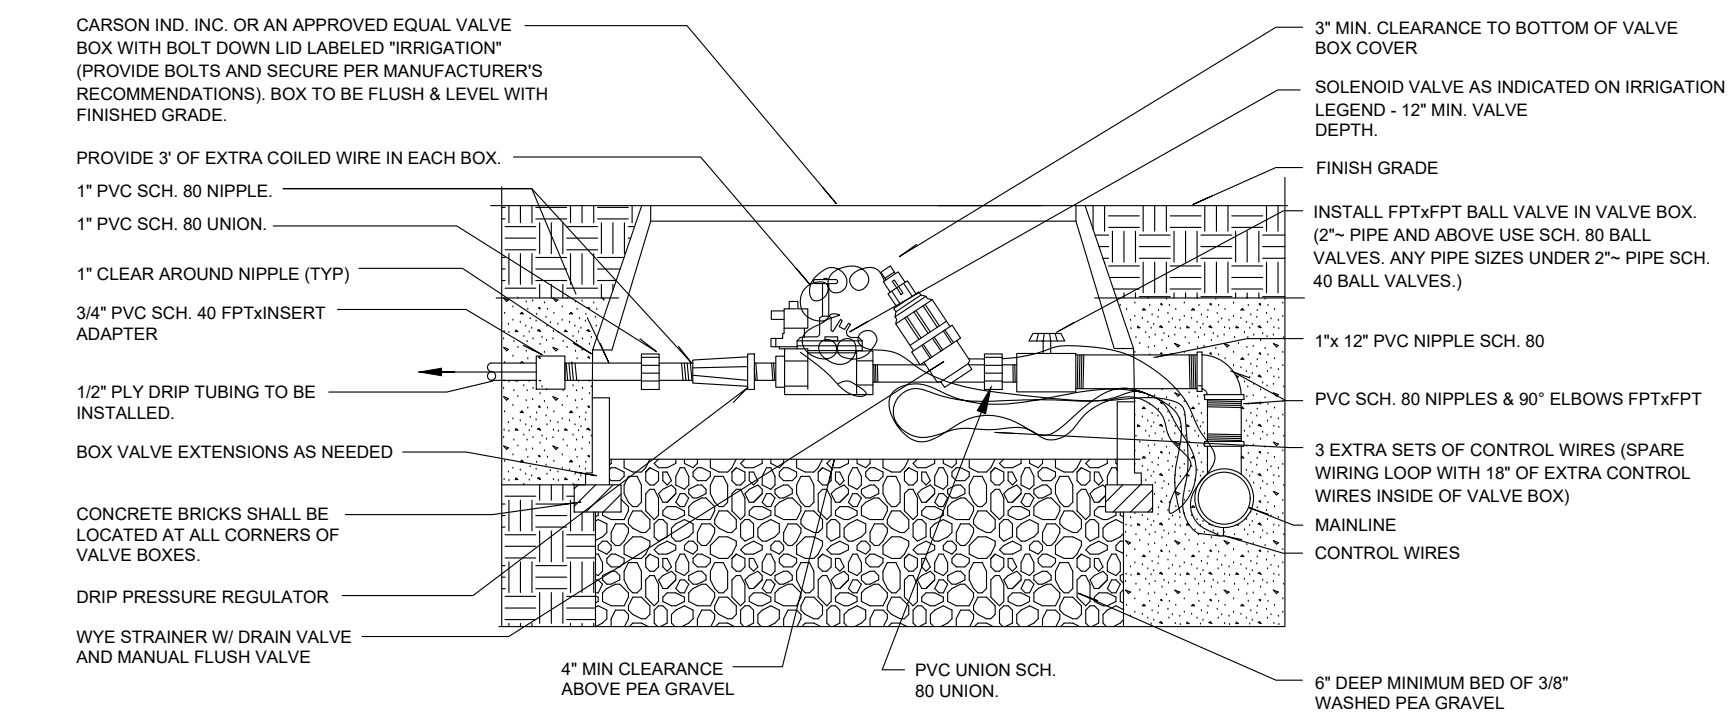 CARSON IND. INC. OR AN APPROVED EQUAL VALVE
BOX WITH BOLT DOWN LID LABELED "IRRIGATION"
(PROVIDE BOLTS AND SECURE PER MANUFACTURER'S
RECOMMENDATIONS). BOX TO BE FLUSH & LEVEL WITH
FINISHED GRADE.
PROVIDE 3' OF EXTRA COILED WIRE IN EACH BOX.
1" PVC SCH. 80 NIPPLE.
1" PVC SCH. 80 UNION.
1" CLEAR AROUND NIPPLE (TYP)
3/4" PVC SCH. 40 FPTxINSERT
ADAPTER
1/2" PLY DRIP TUBING TO BE
INSTALLED.
BOX VALVE EXTENSIONS AS NEEDED
CONCRETE BRICKS SHALL BE
LOCATED AT ALL CORNERS OF
VALVE BOXES.
DRIP PRESSURE REGULATOR
WYE STRAINER W/ DRAIN VALVE
AND MANUAL FLUSH VALVE
4" MIN CLEARANCE
ABOVE PEA GRAVEL
PVC UNION SCH.
80 UNION.
3" MIN. CLEARANCE TO BOTTOM OF VALVE
BOX COVER
SOLENOID VALVE AS INDICATED ON IRRIGATION
LEGEND - 12" MIN. VALVE
DEPTH.
FINISH GRADE
INSTALL FPTxFPT BALL VALVE IN VALVE BOX.
(2"~ PIPE AND ABOVE USE SCH. 80 BALL
VALVES. ANY PIPE SIZES UNDER 2"~ PIPE SCH.
40 BALL VALVES.)
1"x 12" PVC NIPPLE SCH. 80
PVC SCH. 80 NIPPLES & 90° ELBOWS FPTxFPT
3 EXTRA SETS OF CONTROL WIRES (SPARE
WIRING LOOP WITH 18" OF EXTRA CONTROL
WIRES INSIDE OF VALVE BOX)
MAINLINE
CONTROL WIRES
6" DEEP MINIMUM BED OF 3/8"
WASHED PEA GRAVEL